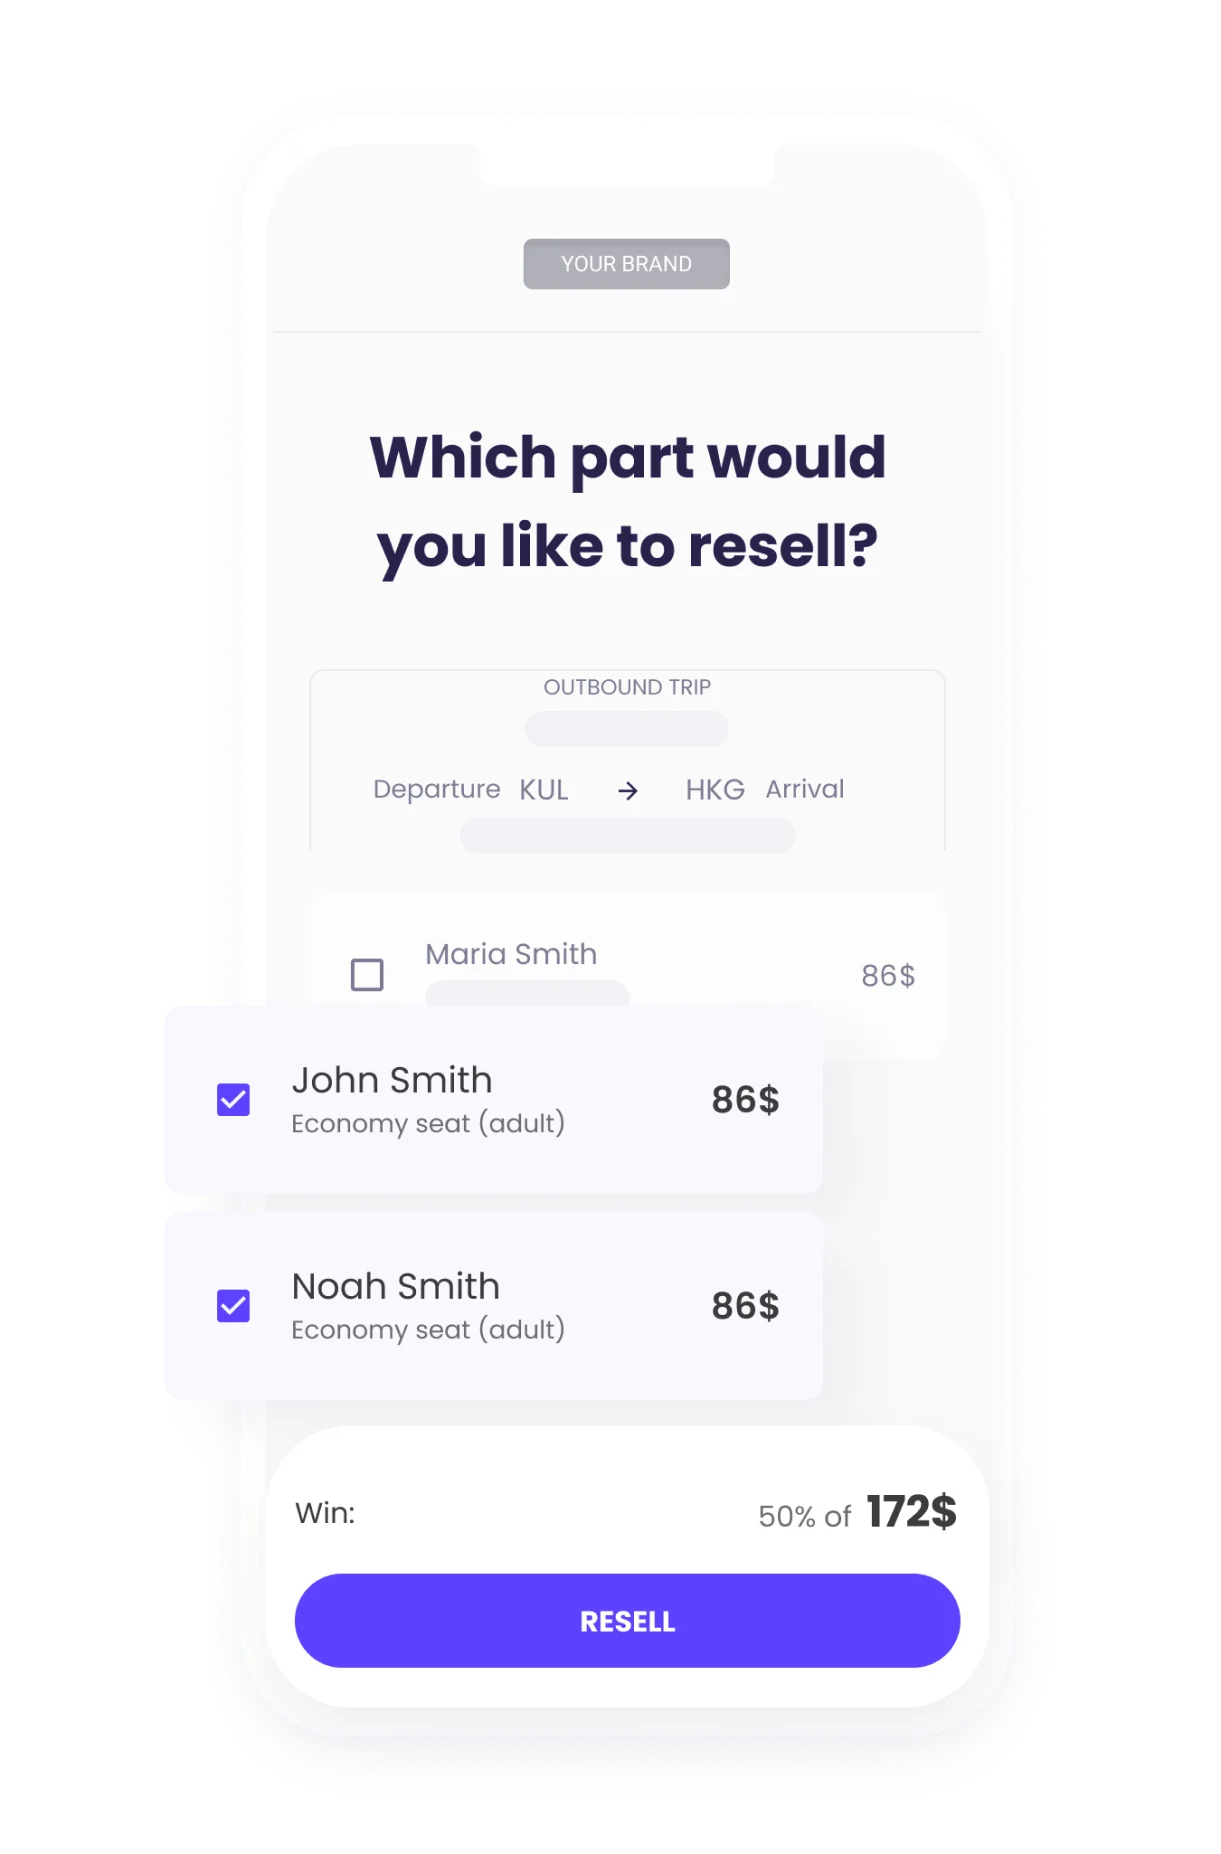 YOUR BRAND
Which part would
you like to resell?
OUTBOUND TRIP
Departure KUL → HKG Arrival
Maria Smith
86$
John Smith
Economy seat (adult)
86$
Noah Smith
Economy seat (adult)
86$
Win:
50% of 172$
RESELL